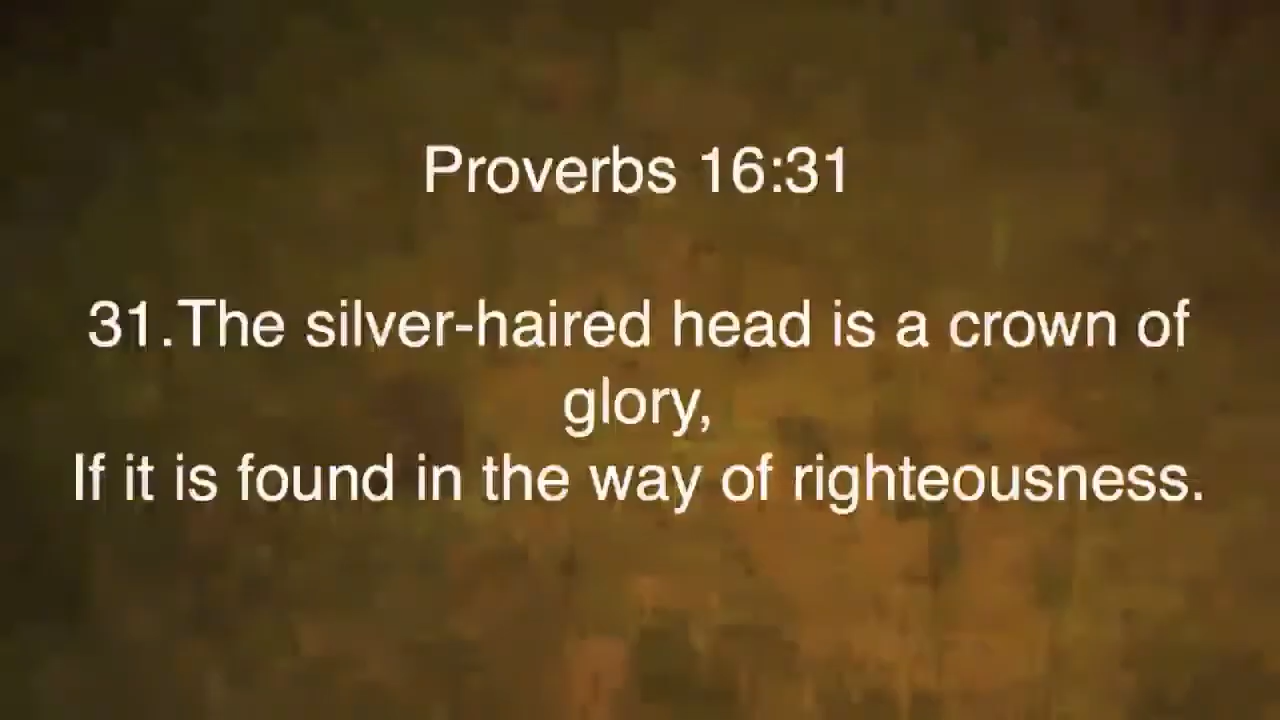 Proverbs 16:31
31.The silver-haired head is a crown of
glory,
If it is found in the way of righteousness.